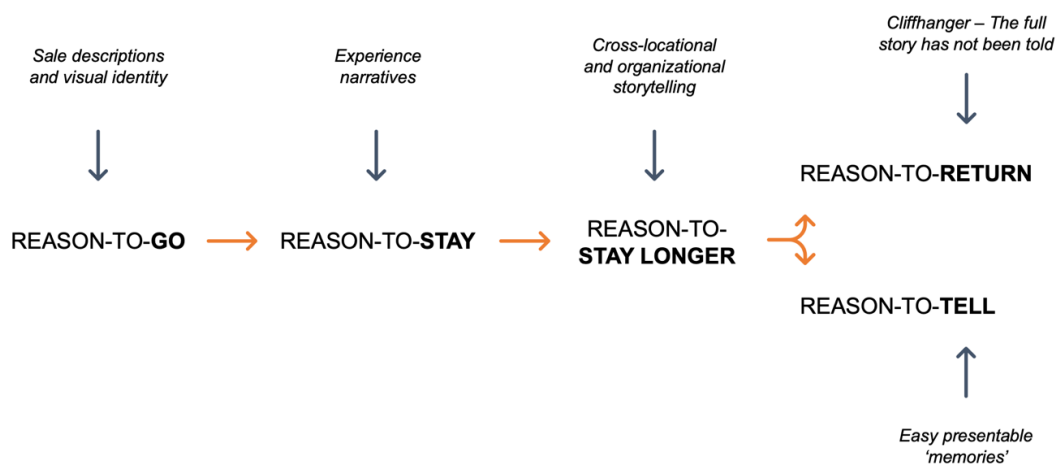 Sale descriptions
and visual identity
Experience
narratives
Cross-locational
and organizational
storytelling
Cliffhanger – The full
story has not been told
REASON-TO-GO
REASON-TO-STAY
REASON-TO-
STAY LONGER
REASON-TO-RETURN
REASON-TO-TELL
Easy presentable
‘memories’